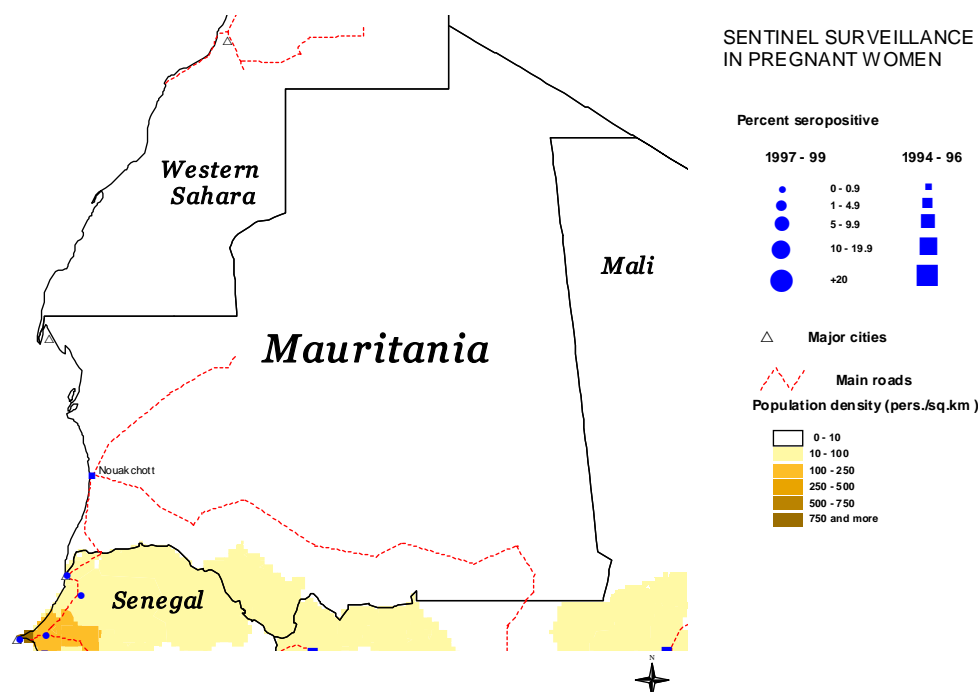 SENTINEL SURVEILLANCE
IN PREGNANT WOMEN
Percent seropositive
1997 - 99 1994 - 96
0 - 0.9
1 - 4.9
5 - 9.9
10 - 19.9
+20
Major cities
Main roads
Population density (pers./sq.km)
0 - 10
10 - 100
100 - 250
250 - 500
500 - 750
750 and more
Western
Sahara
Mali
Mauritania
Nouakchott
Senegal
N